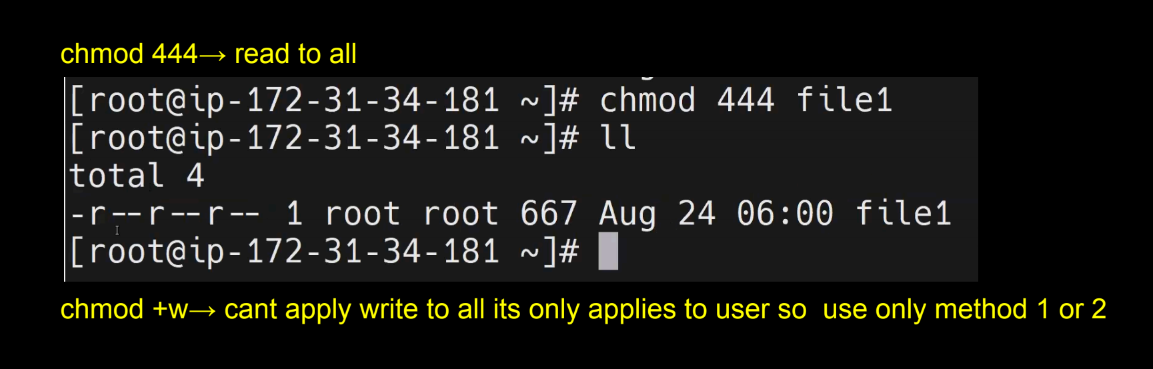 chmod 444→ read to all
[root@ip-172-31-34-181 ~]# chmod 444 file1
[root@ip-172-31-34-181 ~]# ll
total 4
-r--r--r-- 1 root root 667 Aug 24 06:00 file1
[root@ip-172-31-34-181 ~]#
chmod +w→ cant apply write to all its only applies to user so  use only method 1 or 2